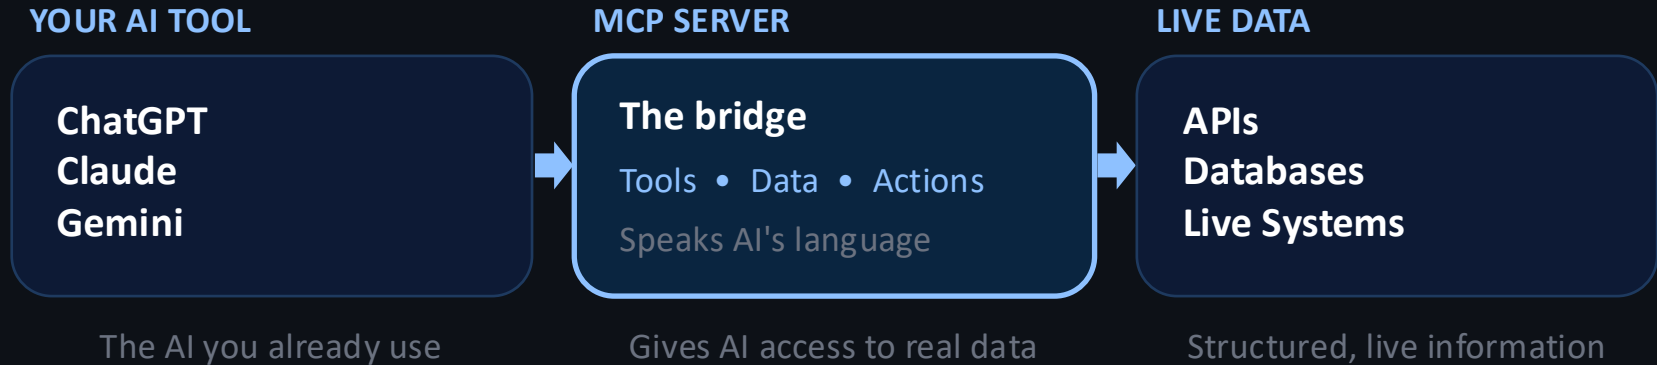 YOUR AI TOOL
ChatGPT
Claude
Gemini
The AI you already use
MCP SERVER
The bridge
Tools • Data • Actions
Speaks AI's language
Gives AI access to real data
LIVE DATA
APIs
Databases
Live Systems
Structured, live information